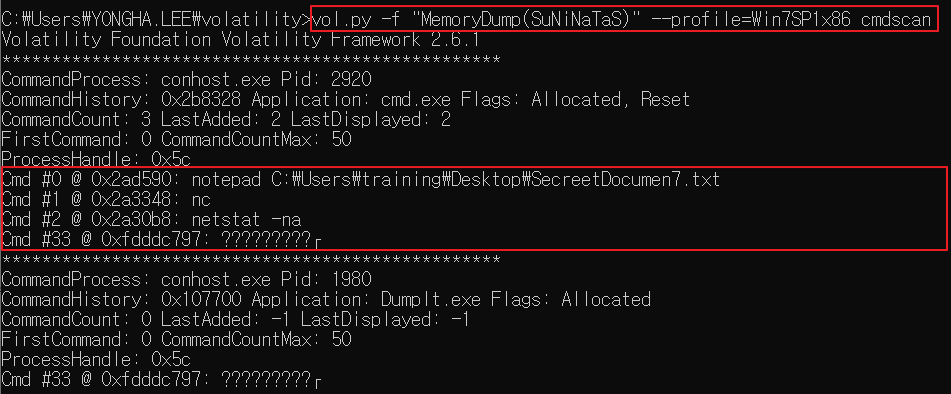 C:₩Users₩YONGHA.LEE₩volatility>vol.py -f "MemoryDump(SuNiNaTaS)" --profile=Win7SP1x86 cmdscan
Volatility Foundation Volatility Framework 2.6.1
**************************************************
CommandProcess: conhost.exe Pid: 2920
CommandHistory: 0x2b8328 Application: cmd.exe Flags: Allocated, Reset
CommandCount: 3 LastAdded: 2 LastDisplayed: 2
FirstCommand: 0 CommandCountMax: 50
ProcessHandle: 0x5c
Cmd #0 @ 0x2ad590: notepad C:₩Users₩training₩Desktop₩SecreetDocumen7.txt
Cmd #1 @ 0x2a3348: nc
Cmd #2 @ 0x2a30b8: netstat -na
Cmd #33 @ 0xfdddc797: ?????????┌
**************************************************
CommandProcess: conhost.exe Pid: 1980
CommandHistory: 0x107700 Application: DumpIt.exe Flags: Allocated
CommandCount: 0 LastAdded: -1 LastDisplayed: -1
FirstCommand: 0 CommandCountMax: 50
ProcessHandle: 0x5c
Cmd #33 @ 0xfdddc797: ?????????┌